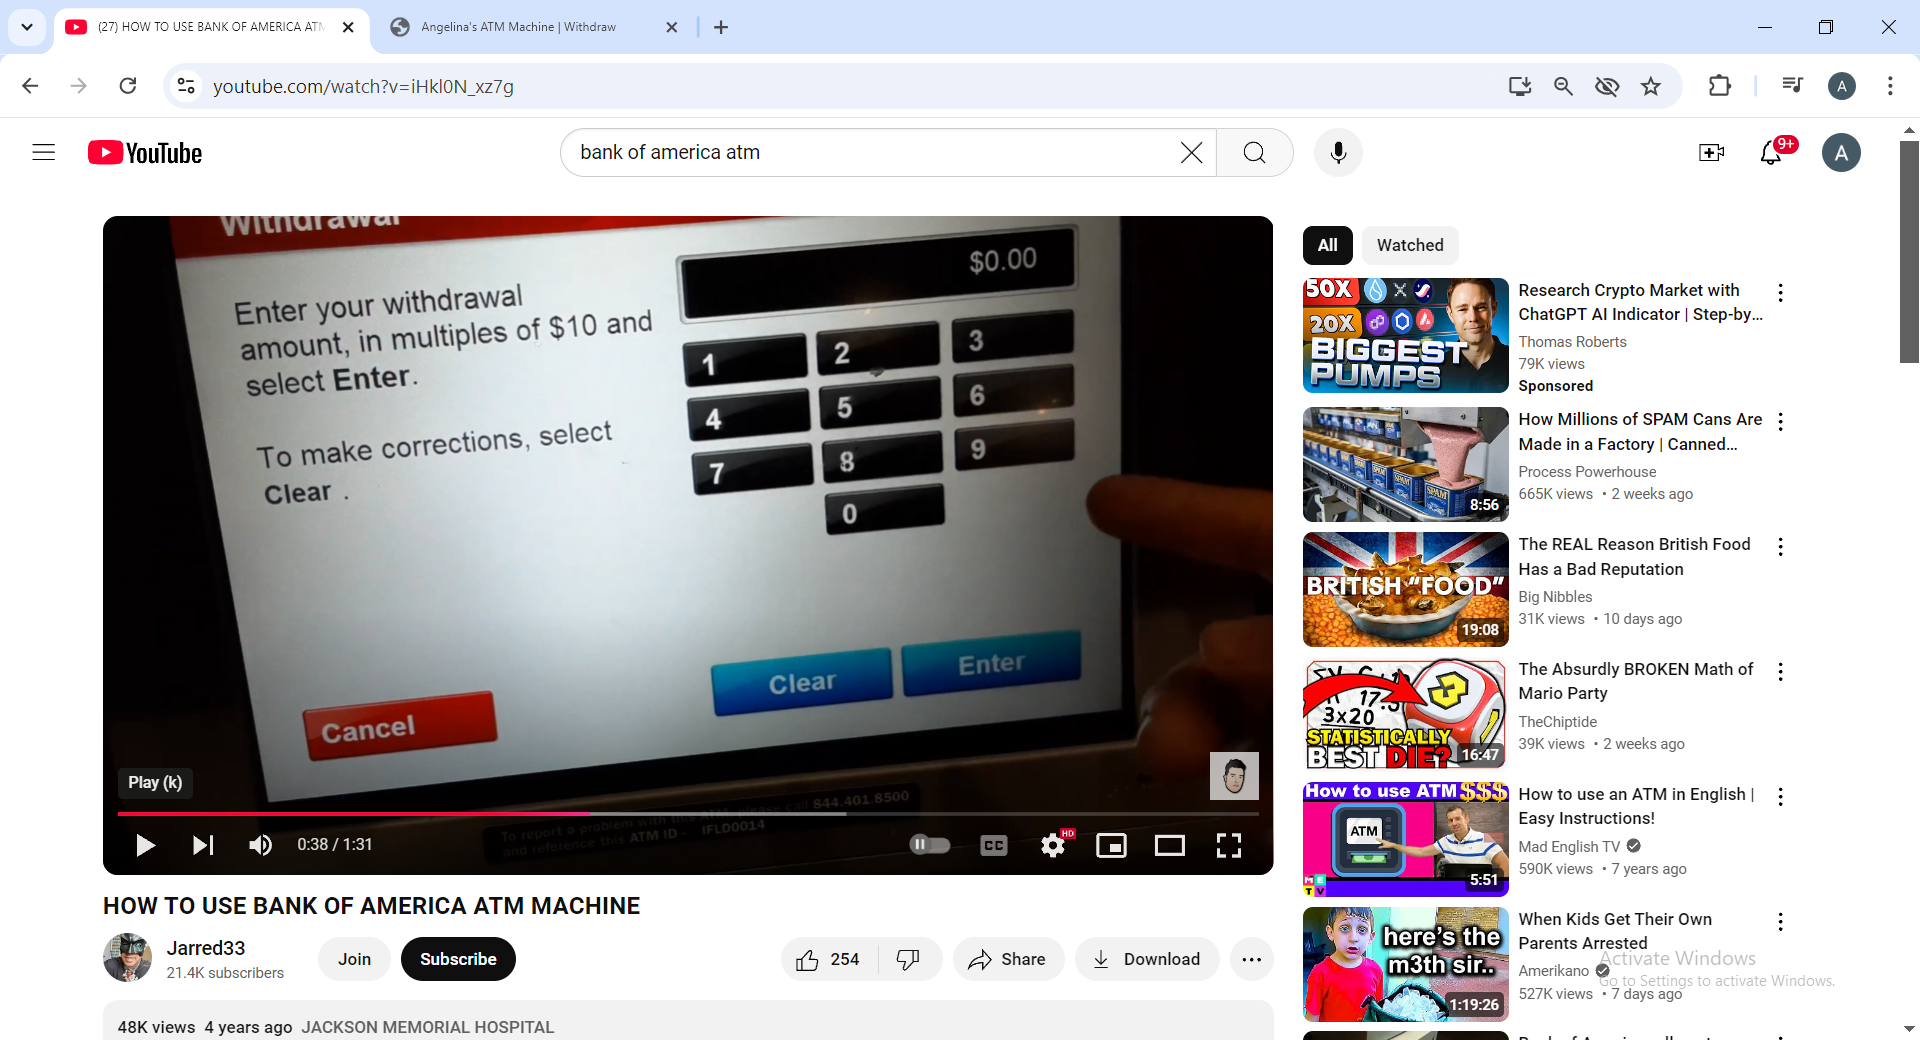 (27) HOW TO USE BANK OF AMERICA ATM
Angelina's ATM Machine | Withdraw
youtube.com/watch?v=iHkl0N_xz7g
YouTube
bank of america atm
9+
A
A
Withdrawal
$0.00
Enter your withdrawal
amount, in multiples of $10 and
select Enter.
To make corrections, select
Clear .
1 2 3
4 5 6
7 8 9
0
Clear
Enter
Cancel
To report a problem with this ATM, please call 844.401.8500
and reference this ATM ID - IFLD0014
Play (k)
0:38 / 1:31
CC
HD
HOW TO USE BANK OF AMERICA ATM MACHINE
Jarred33
21.4K subscribers
Join
Subscribe
254
Share
Download
48K views 4 years ago JACKSON MEMORIAL HOSPITAL
All
Watched
50X
20X
BIGGEST
PUMPS
Research Crypto Market with
ChatGPT AI Indicator | Step-by...
Thomas Roberts
79K views
Sponsored
SPAM
SPAM
8:56
How Millions of SPAM Cans Are
Made in a Factory | Canned...
Process Powerhouse
665K views • 2 weeks ago
BRITISH “FOOD”
19:08
The REAL Reason British Food
Has a Bad Reputation
Big Nibbles
31K views • 10 days ago
3x20
STATISTICALLY
BEST DIE?
16:47
The Absurdly BROKEN Math of
Mario Party
TheChiptide
39K views • 2 weeks ago
How to use ATM $$$
ATM
METV
5:51
How to use an ATM in English |
Easy Instructions!
Mad English TV
590K views • 7 years ago
here’s the
m3th sir..
1:19:26
When Kids Get Their Own
Parents Arrested
Amerikano
527K views • 7 days ago
Activate Windows
Go to Settings to activate Windows.